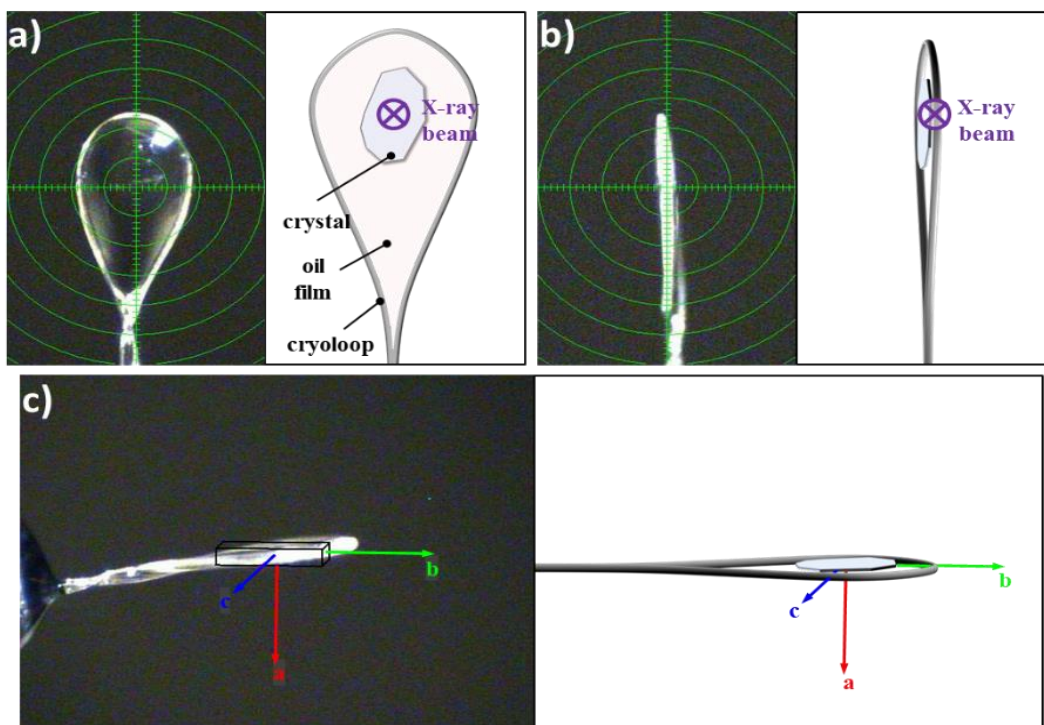 a)
X-ray
beam
crystal
oil
film
cryoloop
b)
X-ray
beam
c)
b
c
a
b
c
a